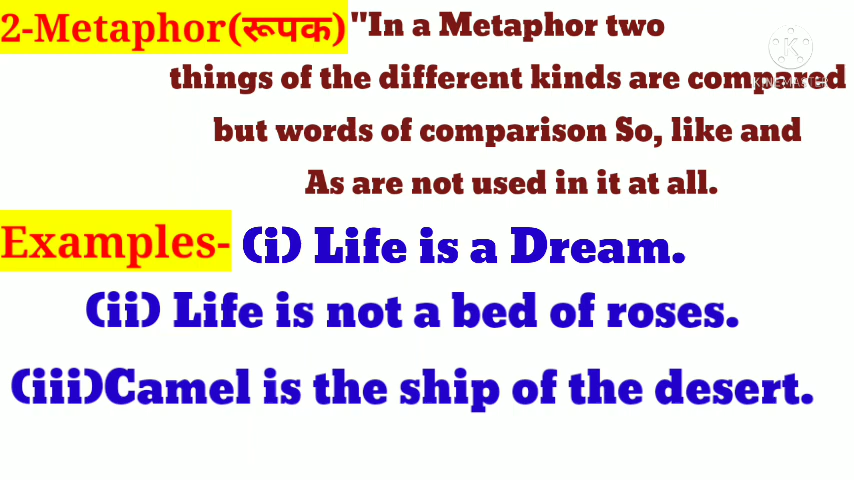 2-Metaphor(रूपक) "In a Metaphor two
things of the different kinds are compared
but words of comparison So, like and
As are not used in it at all.
Examples- (i) Life is a Dream.
(ii) Life is not a bed of roses.
(iii)Camel is the ship of the desert.
K
KINEMASTER